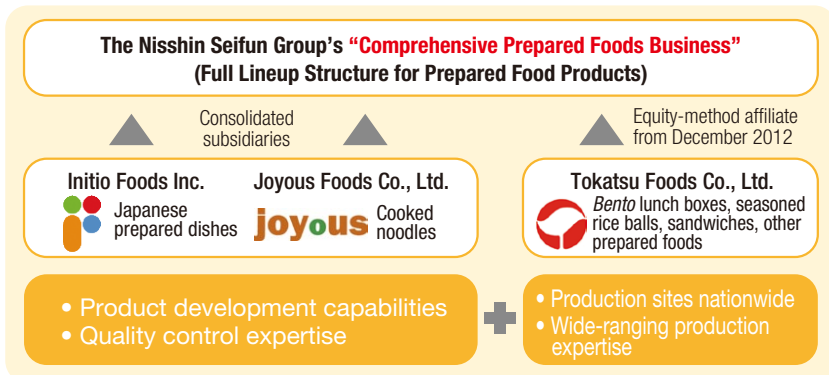 The Nisshin Seifun Group’s “Comprehensive Prepared Foods Business”
(Full Lineup Structure for Prepared Food Products)
Consolidated
subsidiaries
Equity-method affiliate
from December 2012
Initio Foods Inc.
Japanese
prepared dishes
Joyous Foods Co., Ltd.
joyous
Cooked
noodles
Tokatsu Foods Co., Ltd.
Bento lunch boxes, seasoned
rice balls, sandwiches, other
prepared foods
• Product development capabilities
• Quality control expertise
• Production sites nationwide
• Wide-ranging production
expertise